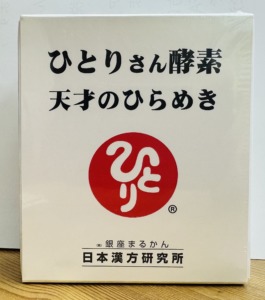 ひとりさん酵素
天才のひらめき
ひとり
®
㈱銀座まるかん
日本漢方研究所